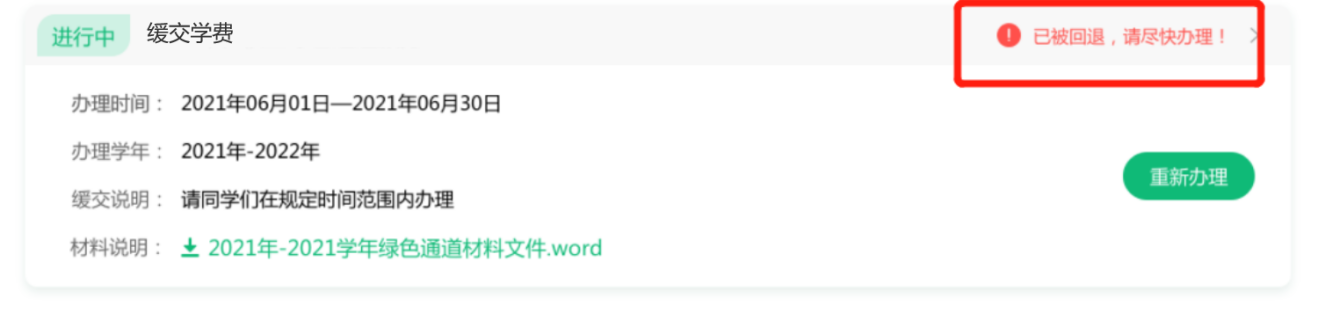 进行中 缓交学费 已被回退，请尽快办理！
办理时间： 2021年06月01日—2021年06月30日
办理学年： 2021年-2022年
重新办理
缓交说明： 请同学们在规定时间范围内办理
材料说明： 2021年-2021学年绿色通道材料文件.word